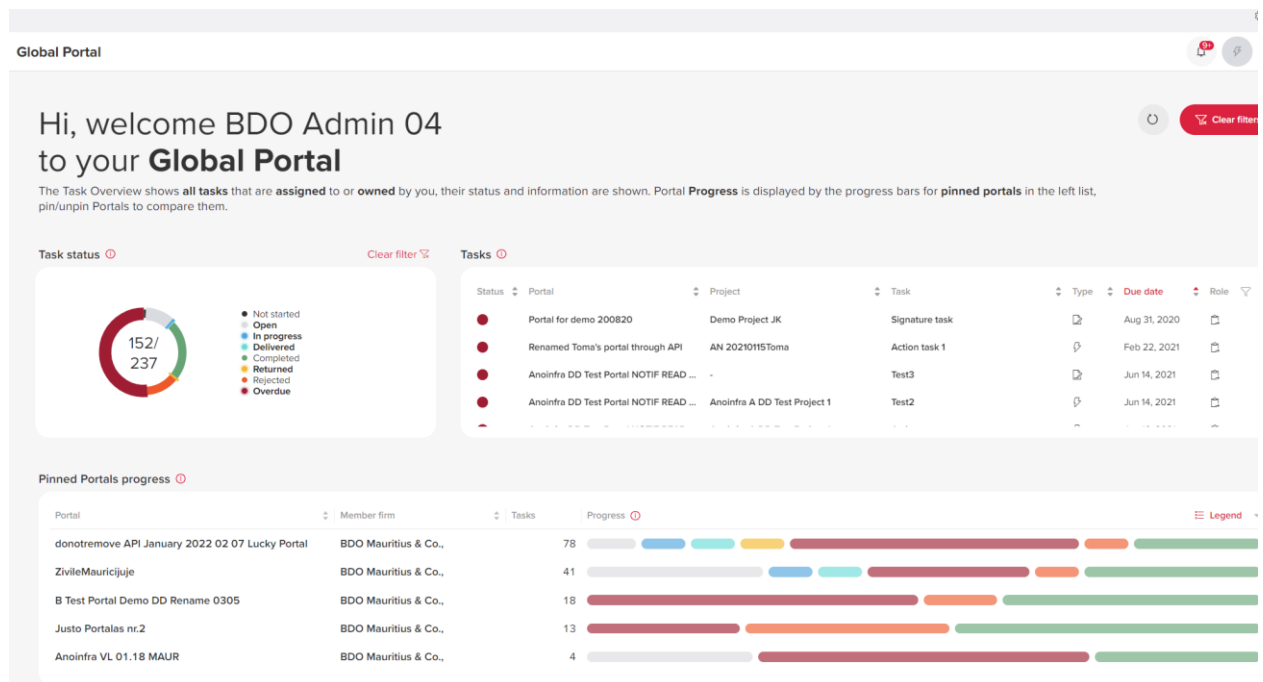 Global Portal
9+
Hi, welcome BDO Admin 04
to your Global Portal
Clear filter
The Task Overview shows all tasks that are assigned to or owned by you, their status and information are shown. Portal Progress is displayed by the progress bars for pinned portals in the left list,
pin/unpin Portals to compare them.
Task status
Clear filter
152/
237
Not started
Open
In progress
Delivered
Completed
Returned
Rejected
Overdue
Tasks
Status Portal Project Task Type Due date Role
Portal for demo 200820 Demo Project JK Signature task Aug 31, 2020
Renamed Toma's portal through API AN 20210115Toma Action task 1 Feb 22, 2021
Anoinfra DD Test Portal NOTIF READ ... - Test3 Jun 14, 2021
Anoinfra DD Test Portal NOTIF READ ... Anoinfra A DD Test Project 1 Test2 Jun 14, 2021
Pinned Portals progress
Portal Member firm Tasks Progress Legend
donotremove API January 2022 02 07 Lucky Portal BDO Mauritius & Co., 78
ZivileMauricijuje BDO Mauritius & Co., 41
B Test Portal Demo DD Rename 0305 BDO Mauritius & Co., 18
Justo Portalas nr.2 BDO Mauritius & Co., 13
Anoinfra VL 01.18 MAUR BDO Mauritius & Co., 4